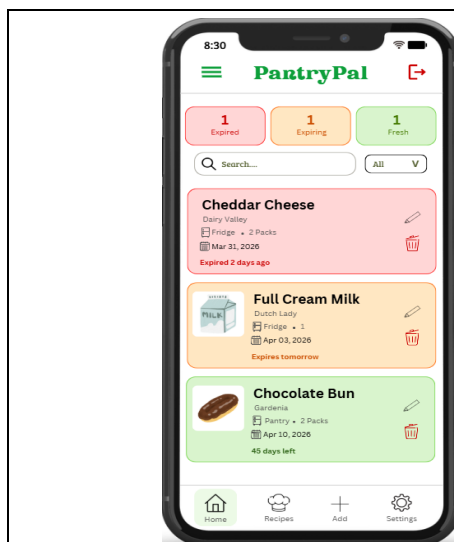 8:30
PantryPal
1 1 1
Expired Expiring Fresh
Search.... All V
Cheddar Cheese
Dairy Valley
Fridge • 2 Packs
Mar 31, 2026
Expired 2 days ago
MILK
Full Cream Milk
Dutch Lady
Fridge • 1
Apr 03, 2026
Expires tomorrow
Chocolate Bun
Gardenia
Pantry • 2 Packs
Apr 10, 2026
45 days left
Home Recipes Add Settings